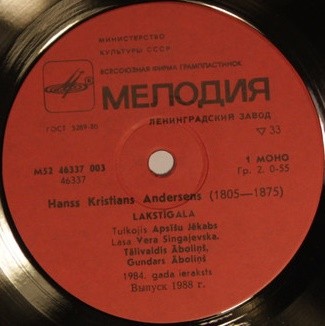 МИНИСТЕРСТВО
КУЛЬТУРЫ СССР
ВСЕСОЮЗНАЯ ФИРМА ГРАМПЛАСТИНОК
МЕЛОДИЯ
ГОСТ 5289-80
ЛЕНИНГРАДСКИЙ ЗАВОД
▽ 33
М52 46337 003
46337
1 МОНО
Гр. 2. 0-55
Hanss Kristians Andersens (1805—1875)
LAKSTĪGALA
Tulkojis Apsīšu Jēkabs
Lasa Vera Singajevska,
Tālivaldis Āboliņš,
Gundars Āboliņš
1984. gada ieraksts
Выпуск 1988 г.